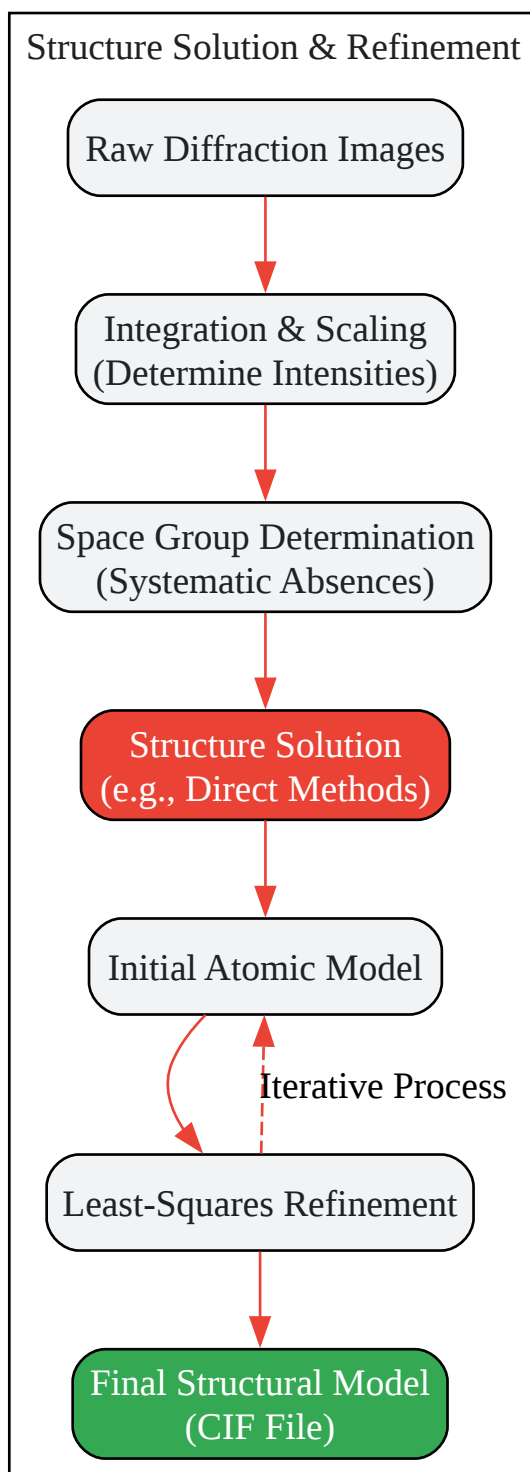 Structure Solution & Refinement
Raw Diffraction Images
Integration & Scaling
(Determine Intensities)
Space Group Determination
(Systematic Absences)
Structure Solution
(e.g., Direct Methods)
Initial Atomic Model
Iterative Process
Least-Squares Refinement
Final Structural Model
(CIF File)